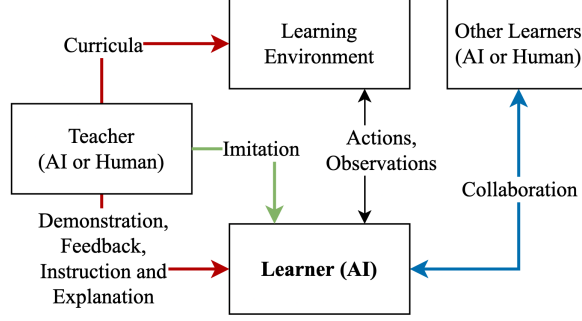 Learning
Environment
Other Learners
(AI or Human)
Curricula
Teacher
(AI or Human)
Imitation
Actions,
Observations
Collaboration
Demonstration,
Feedback,
Instruction and
Explanation
Learner (AI)